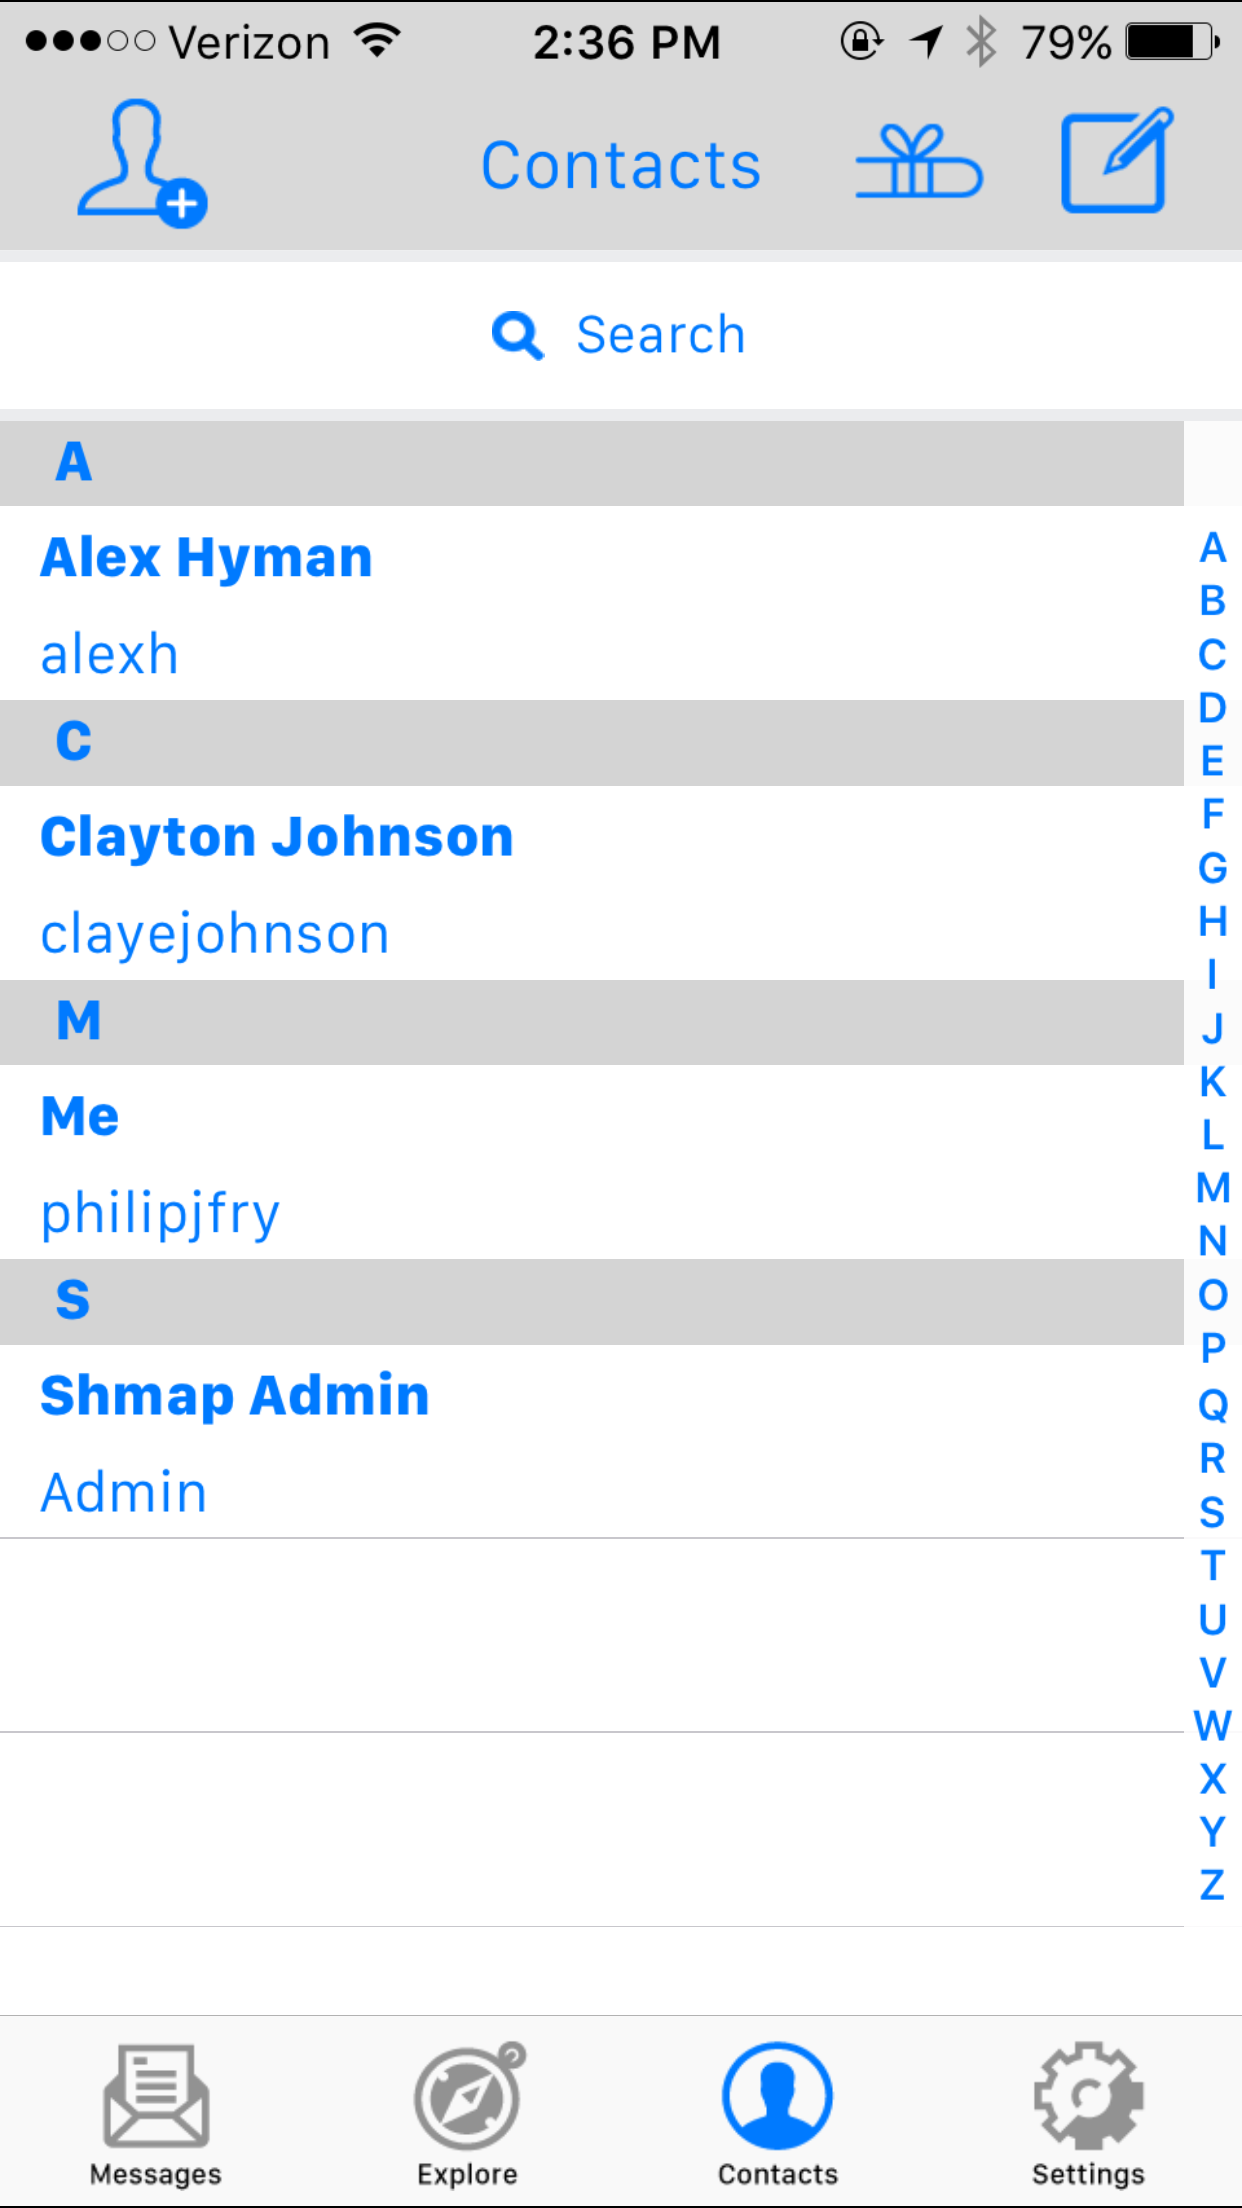 Verizon 2:36 PM 79%
Contacts
Search
A
Alex Hyman
alexh
C
Clayton Johnson
clayejohnson
M
Me
philipjfry
S
Shmap Admin
Admin
A
B
C
D
E
F
G
H
I
J
K
L
M
N
O
P
Q
R
S
T
U
V
W
X
Y
Z
Messages Explore Contacts Settings